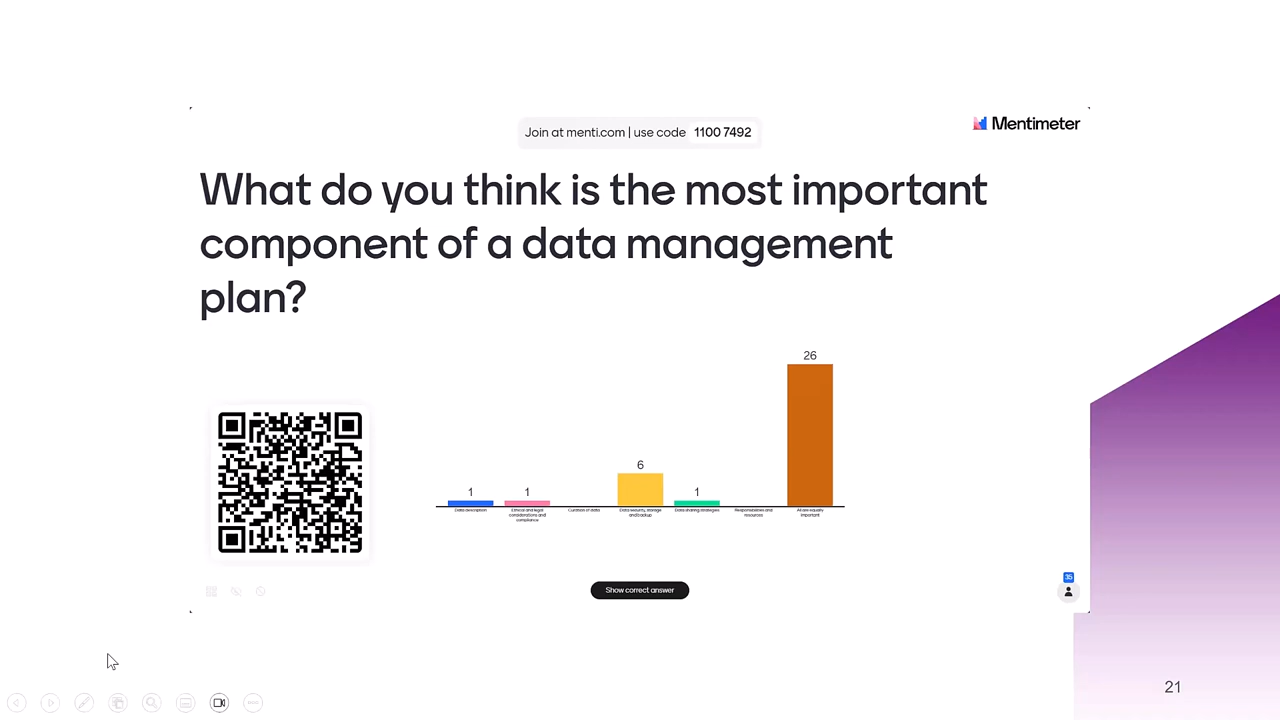 Join at menti.com | use code 1100 7492
Mentimeter
What do you think is the most important
component of a data management
plan?
26
6
1
1
1
Data description
Ethical and legal
considerations and
compliance
Curation of data
Data security, storage
and backup
Data sharing strategies
Responsibilities and
resources
All are equally
important
Show correct answer
35
21